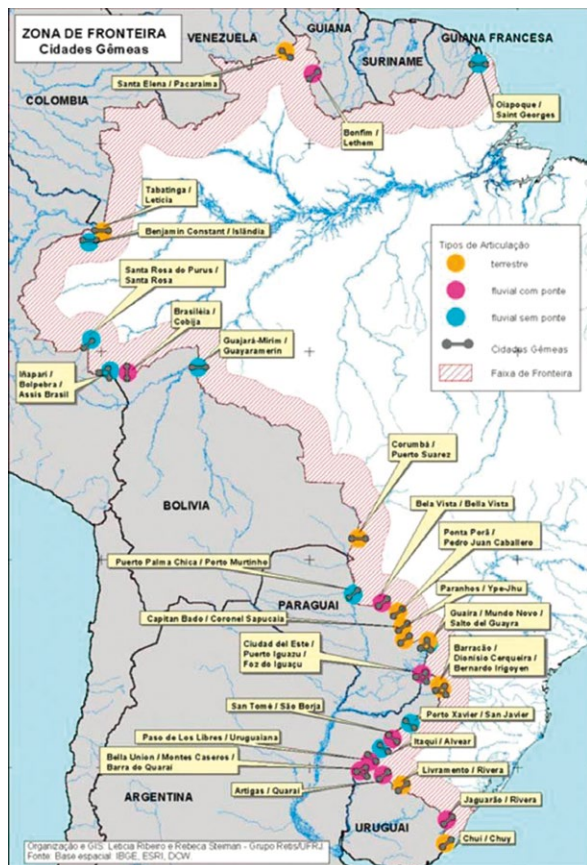 ZONA DE FRONTEIRA
Cidades Gêmeas
VENEZUELA
GUIANA
SURINAME
GUIANA FRANCESA
COLOMBIA
Santa Elena / Pacaraima
Bonfim /
Lethem
Oiapoque /
Saint Georges
Tabatinga /
Leticia
Benjamin Constant / Islândia
Santa Rosa do Purus /
Santa Rosa
Brasiléia /
Cobija
Guajará-Mirim /
Guayaramerin
Iñapari /
Bolpebra /
Assis Brasil
Tipos de Articulação
terrestre
fluvial com ponte
fluvial sem ponte
Cidades Gêmeas
Faixa de Fronteira
BOLIVIA
Corumbá /
Puerto Suarez
Bela Vista / Bella Vista
Ponta Porã /
Pedro Juan Caballero
Puerto Palma Chica / Porto Murtinho
PARAGUAI
Paranhos / Ype-Jhu
Capitan Bado / Coronel Sapucaia
Guaíra / Mundo Novo /
Salto del Guayra
Ciudad del Este /
Puerto Iguazu /
Foz do Iguaçu
Barracão /
Dionísio Cerqueira /
Bernardo Irigoyen
San Tomé / São Borja
Porto Xavier / San Javier
Paso de Los Libres / Uruguaiana
Itaqui / Alvear
Bella Union / Montes Caseros /
Barra do Quaraí
Livramento / Rivera
Artigas / Quaraí
ARGENTINA
URUGUAI
Jaguarão / Rivera
Chuí / Chuy
Organização e GIS: Leticia Ribeiro e Rebeca Steiman - Grupo Retis/UFRJ
Fonte: Base espacial: IBGE, ESRI, DCW